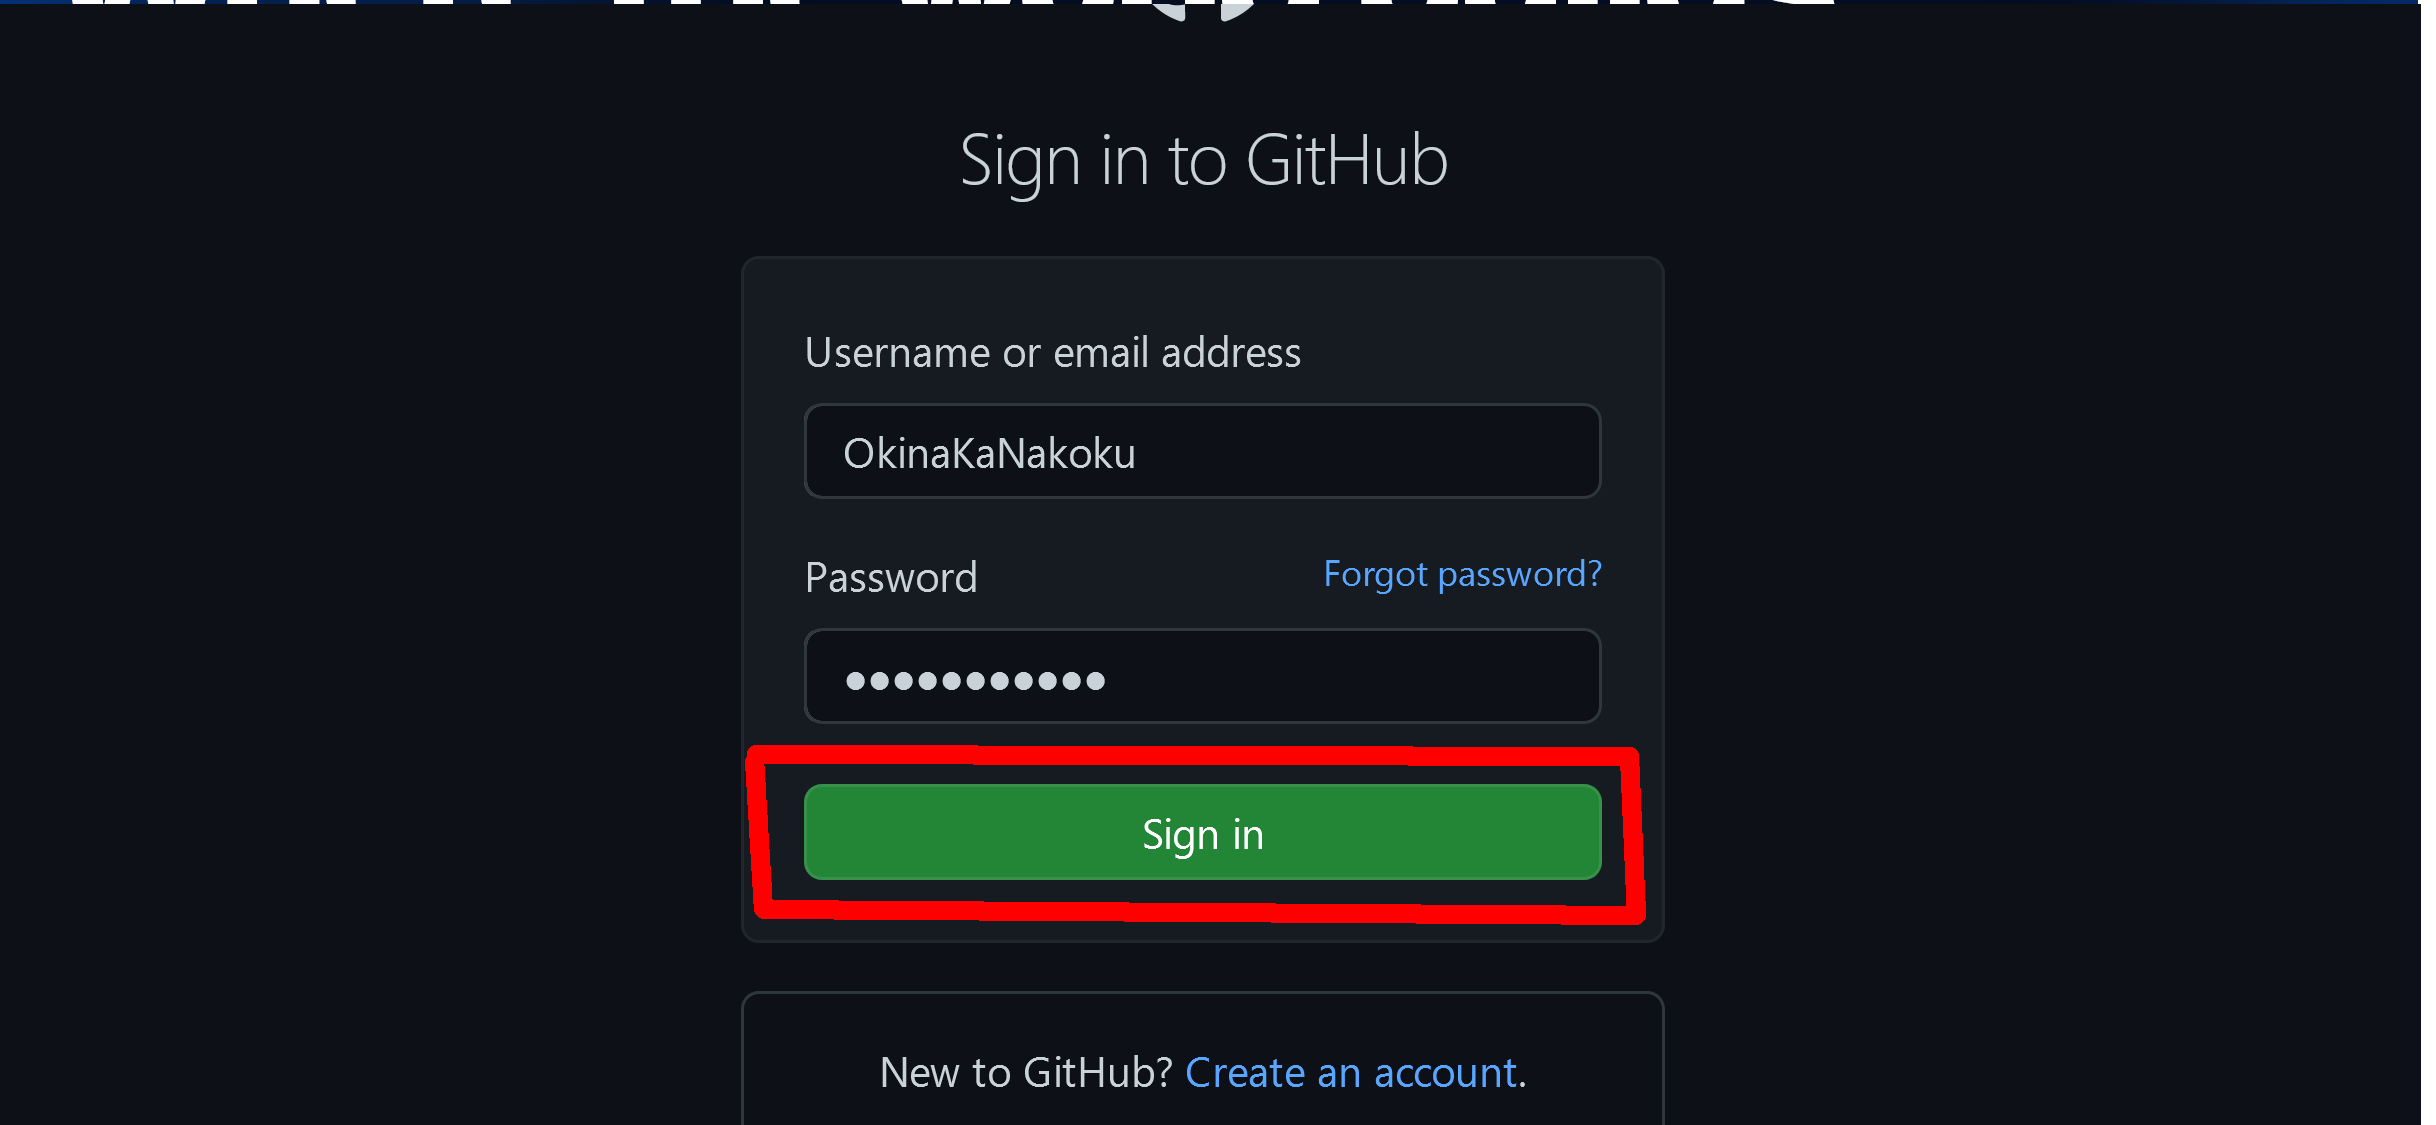 Sign in to GitHub
Username or email address
OkinaKaNakoku
Password Forgot password?
Sign in
New to GitHub? Create an account.